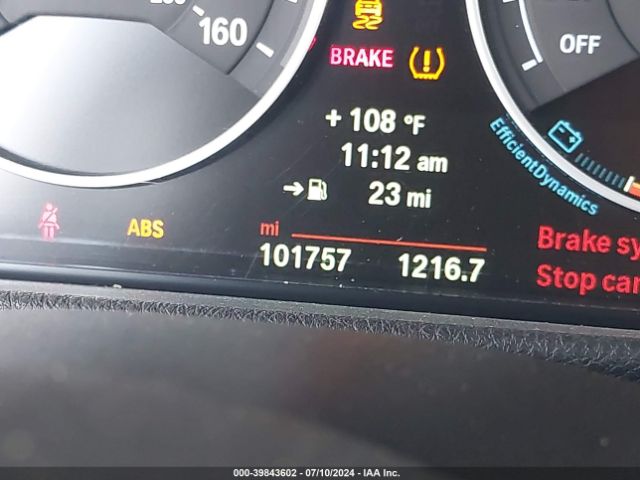 160
BRAKE
OFF
+ 108 °F
11:12 am
23 mi
EfficientDynamics
ABS
mi
101757 1216.7
Brake sy
Stop car
000-39843602 / 07/10/2024 - IAA Inc.